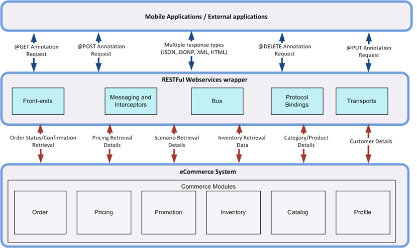 Mobile Applications / External applications
@GET Annotation
Request
@POST Annotation
Request
Multiple response types
(JSON, JSONP, XML, HTML)
@DELETE Annotation
Request
@PUT Annotation
Request
RESTFul Webservices wrapper
Front-ends
Messaging and
Interceptors
Bus
Protocol
Bindings
Transports
Order Status/Confirmation
Retrieval
Pricing Retrieval
Details
Scenario Retrieval
Details
Inventory Retrieval
Data
Category/Product
Details
Customer Details
eCommerce System
Commerce Modules
Order
Pricing
Promotion
Inventory
Catalog
Profile